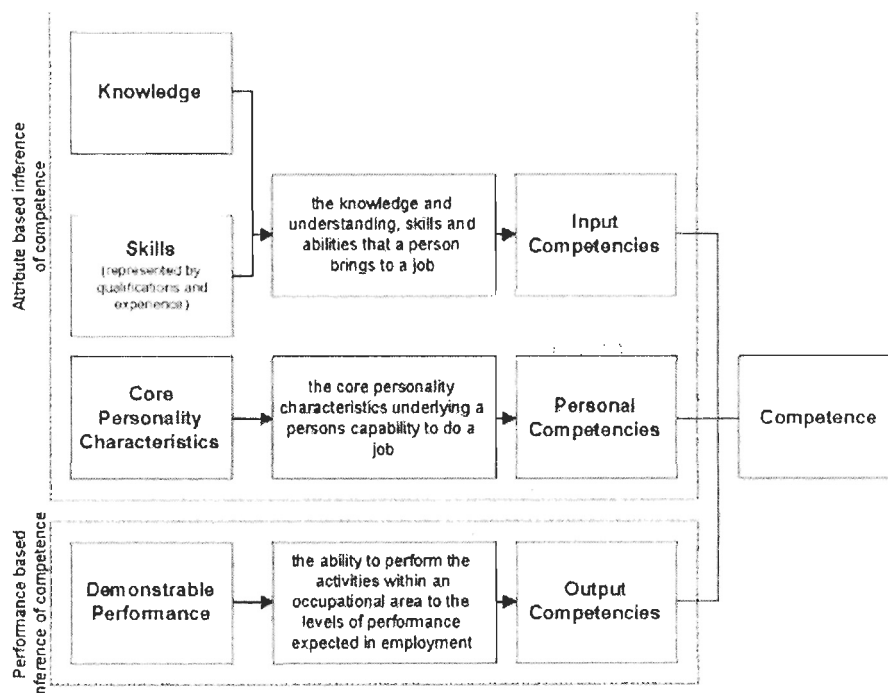 Attribute based inference
of competence
Knowledge
Skills
(represented by
qualifications and
experience)
the knowledge and
understanding, skills and
abilities that a person
brings to a job
Input
Competencies
Core
Personality
Characteristics
the core personality
characteristics underlying a
persons capability to do a
job
Personal
Competencies
Competence
Performance based
inference of competence
Demonstrable
Performance
the ability to perform the
activities within an
occupational area to the
levels of performance
expected in employment
Output
Competencies